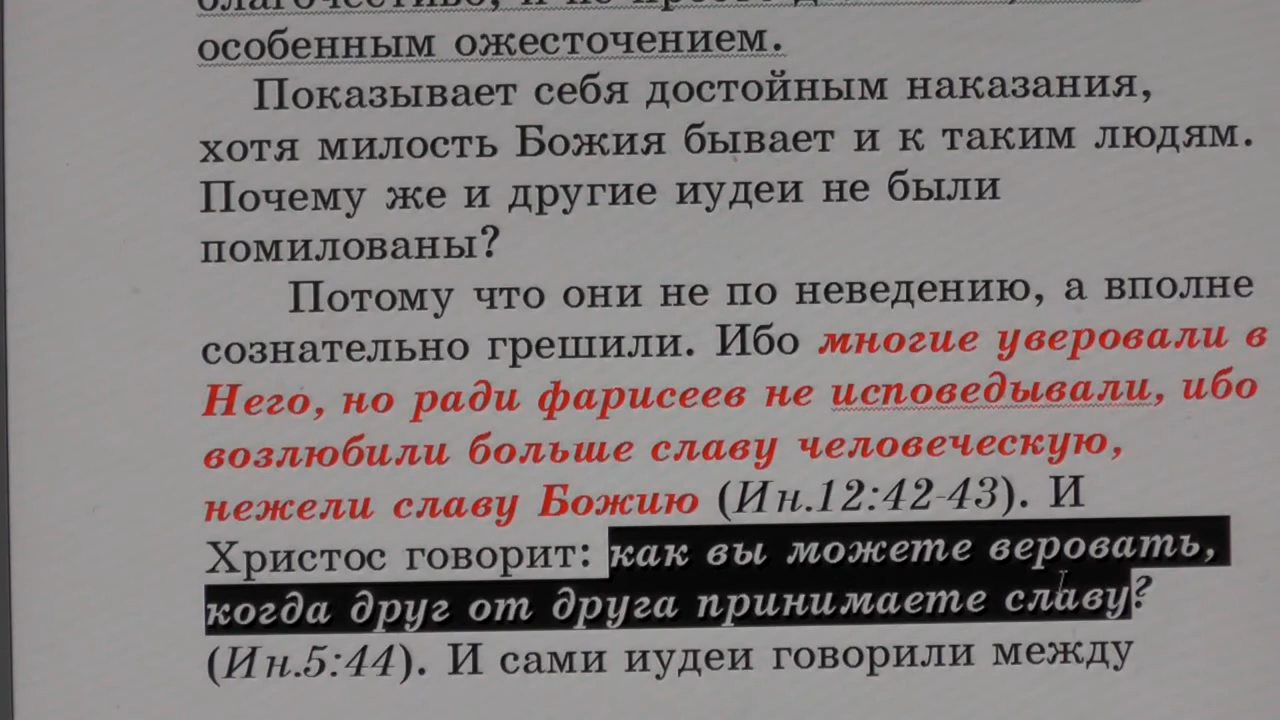 особенным ожесточением.
Показывает себя достойным наказания,
хотя милость Божия бывает и к таким людям.
Почему же и другие иудеи не были
помилованы?
Потому что они не по неведению, а вполне
сознательно грешили. Ибо многие уверовали в
Него, но ради фарисеев не исповедывали, ибо
возлюбили больше славу человеческую,
нежели славу Божию (Ин.12:42-43). И
Христос говорит: как вы можете веровать,
когда друг от друга принимаете славу?
(Ин.5:44). И сами иудеи говорили между